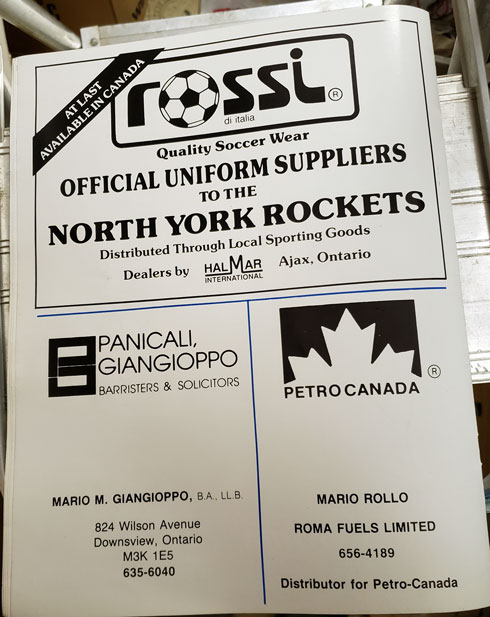 AT LAST
AVAILABLE IN CANADA
rossi ®
di italia
Quality Soccer Wear
OFFICIAL UNIFORM SUPPLIERS
TO THE
NORTH YORK ROCKETS
Distributed Through Local Sporting Goods
Dealers by HALMAR INTERNATIONAL Ajax, Ontario
PANICALI,
GIANGIOPPO
BARRISTERS & SOLICITORS
MARIO M. GIANGIOPPO, B.A., LL.B.
824 Wilson Avenue
Downsview, Ontario
M3K 1E5
635-6040
PETRO CANADA ®
MARIO ROLLO
ROMA FUELS LIMITED
656-4189
Distributor for Petro-Canada